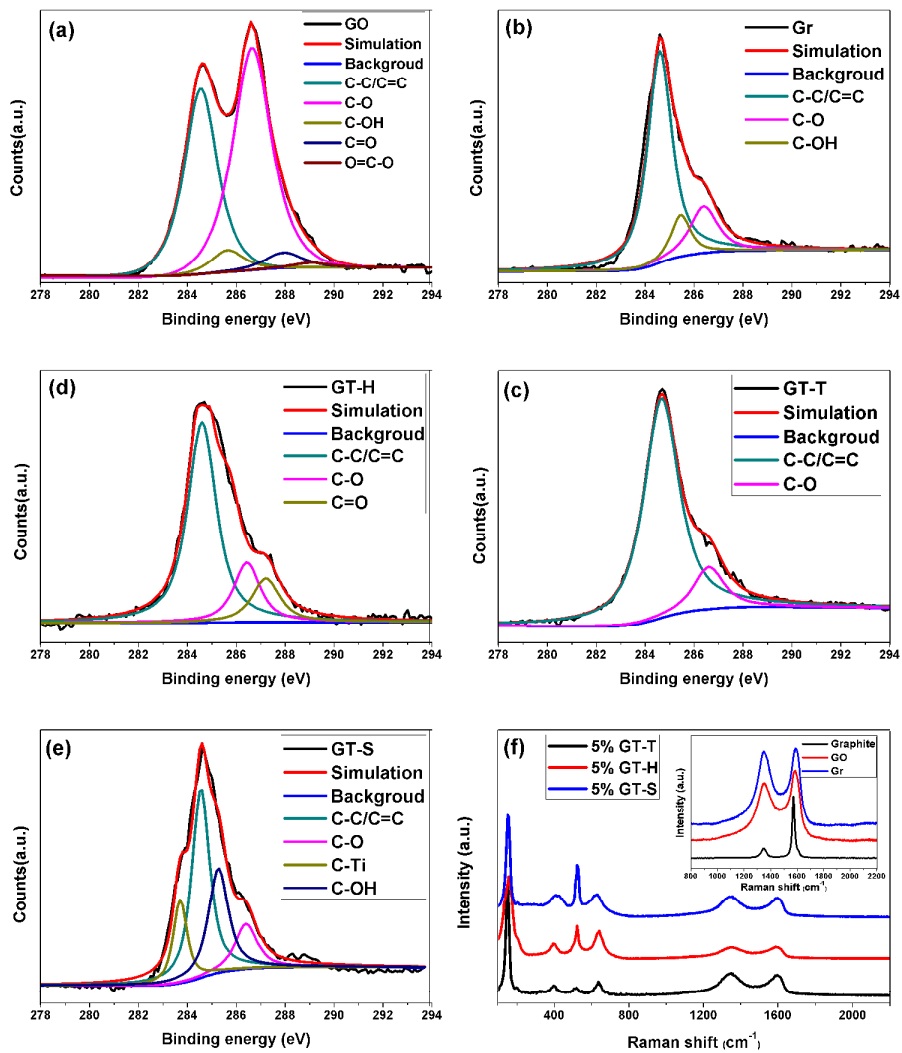 (a)
GO
Simulation
Backgroud
C-C/C=C
C-O
C-OH
C=O
O=C-O
Counts(a.u.)
278 280 282 284 286 288 290 292 294
Binding energy (eV)
(b)
Gr
Simulation
Backgroud
C-C/C=C
C-O
C-OH
Counts(a.u.)
278 280 282 284 286 288 290 292 294
Binding energy (eV)
(d)
GT-H
Simulation
Backgroud
C-C/C=C
C-O
C=O
Counts(a.u.)
278 280 282 284 286 288 290 292 294
Binding energy (eV)
(c)
GT-T
Simulation
Backgroud
C-C/C=C
C-O
Counts(a.u.)
278 280 282 284 286 288 290 292 294
Binding energy (eV)
(e)
GT-S
Simulation
Backgroud
C-C/C=C
C-O
C-Ti
C-OH
Counts(a.u.)
278 280 282 284 286 288 290 292 294
Binding energy (eV)
(f)
5% GT-T
5% GT-H
5% GT-S
Intensity (a.u.)
400 800 1200 1600 2000
Raman shift (cm-1)
Graphite
GO
Gr
Intensity (a.u.)
800 1000 1200 1400 1600 1800 2000 2200
Raman shift (cm-1)